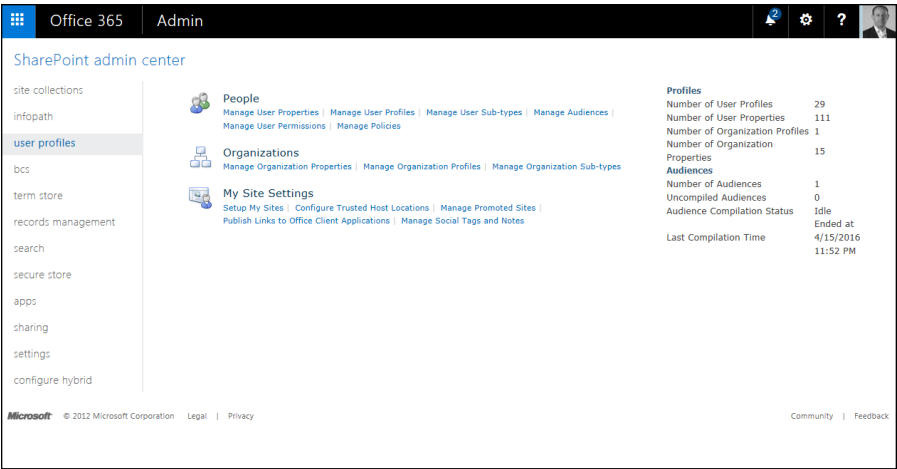 Office 365 Admin 2 ?
SharePoint admin center
site collections
infopath
user profiles
bcs
term store
records management
search
secure store
apps
sharing
settings
configure hybrid
People
Manage User Properties | Manage User Profiles | Manage User Sub-types | Manage Audiences |
Manage User Permissions | Manage Policies
Organizations
Manage Organization Properties | Manage Organization Profiles | Manage Organization Sub-types
My Site Settings
Setup My Sites | Configure Trusted Host Locations | Manage Promoted Sites |
Publish Links to Office Client Applications | Manage Social Tags and Notes
Profiles
Number of User Profiles 29
Number of User Properties 111
Number of Organization Profiles 1
Number of Organization
Properties 15
Audiences
Number of Audiences 1
Uncompiled Audiences 0
Audience Compilation Status Idle
Ended at
Last Compilation Time 4/15/2016
11:52 PM
Microsoft © 2012 Microsoft Corporation Legal | Privacy Community | Feedback